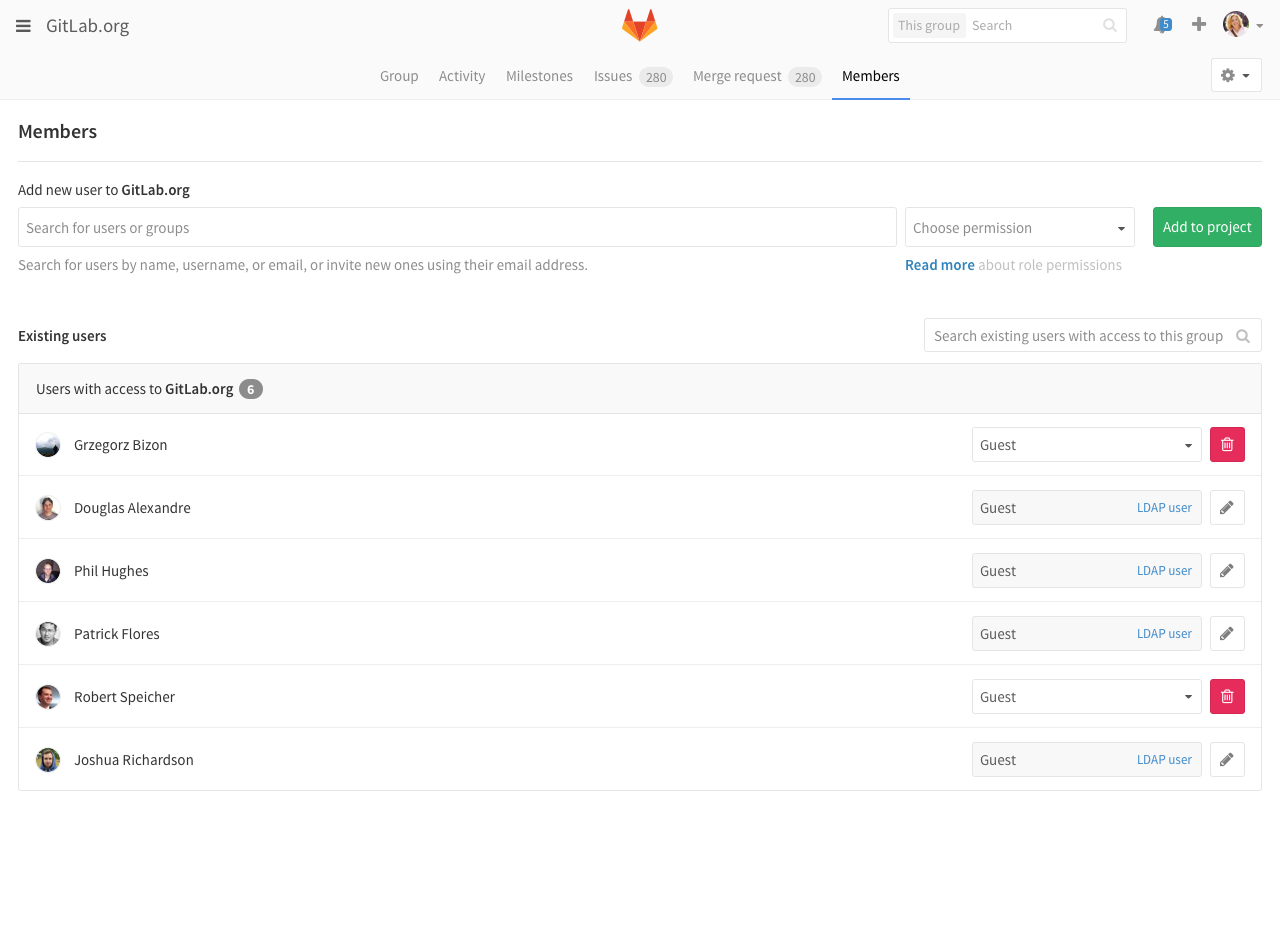 GitLab.org
This group Search
5
Group Activity Milestones Issues 280 Merge request 280 Members
Members
Add new user to GitLab.org
Search for users or groups Choose permission Add to project
Search for users by name, username, or email, or invite new ones using their email address. Read more about role permissions
Existing users Search existing users with access to this group
Users with access to GitLab.org 6
Grzegorz Bizon Guest
Douglas Alexandre Guest LDAP user
Phil Hughes Guest LDAP user
Patrick Flores Guest LDAP user
Robert Speicher Guest
Joshua Richardson Guest LDAP user